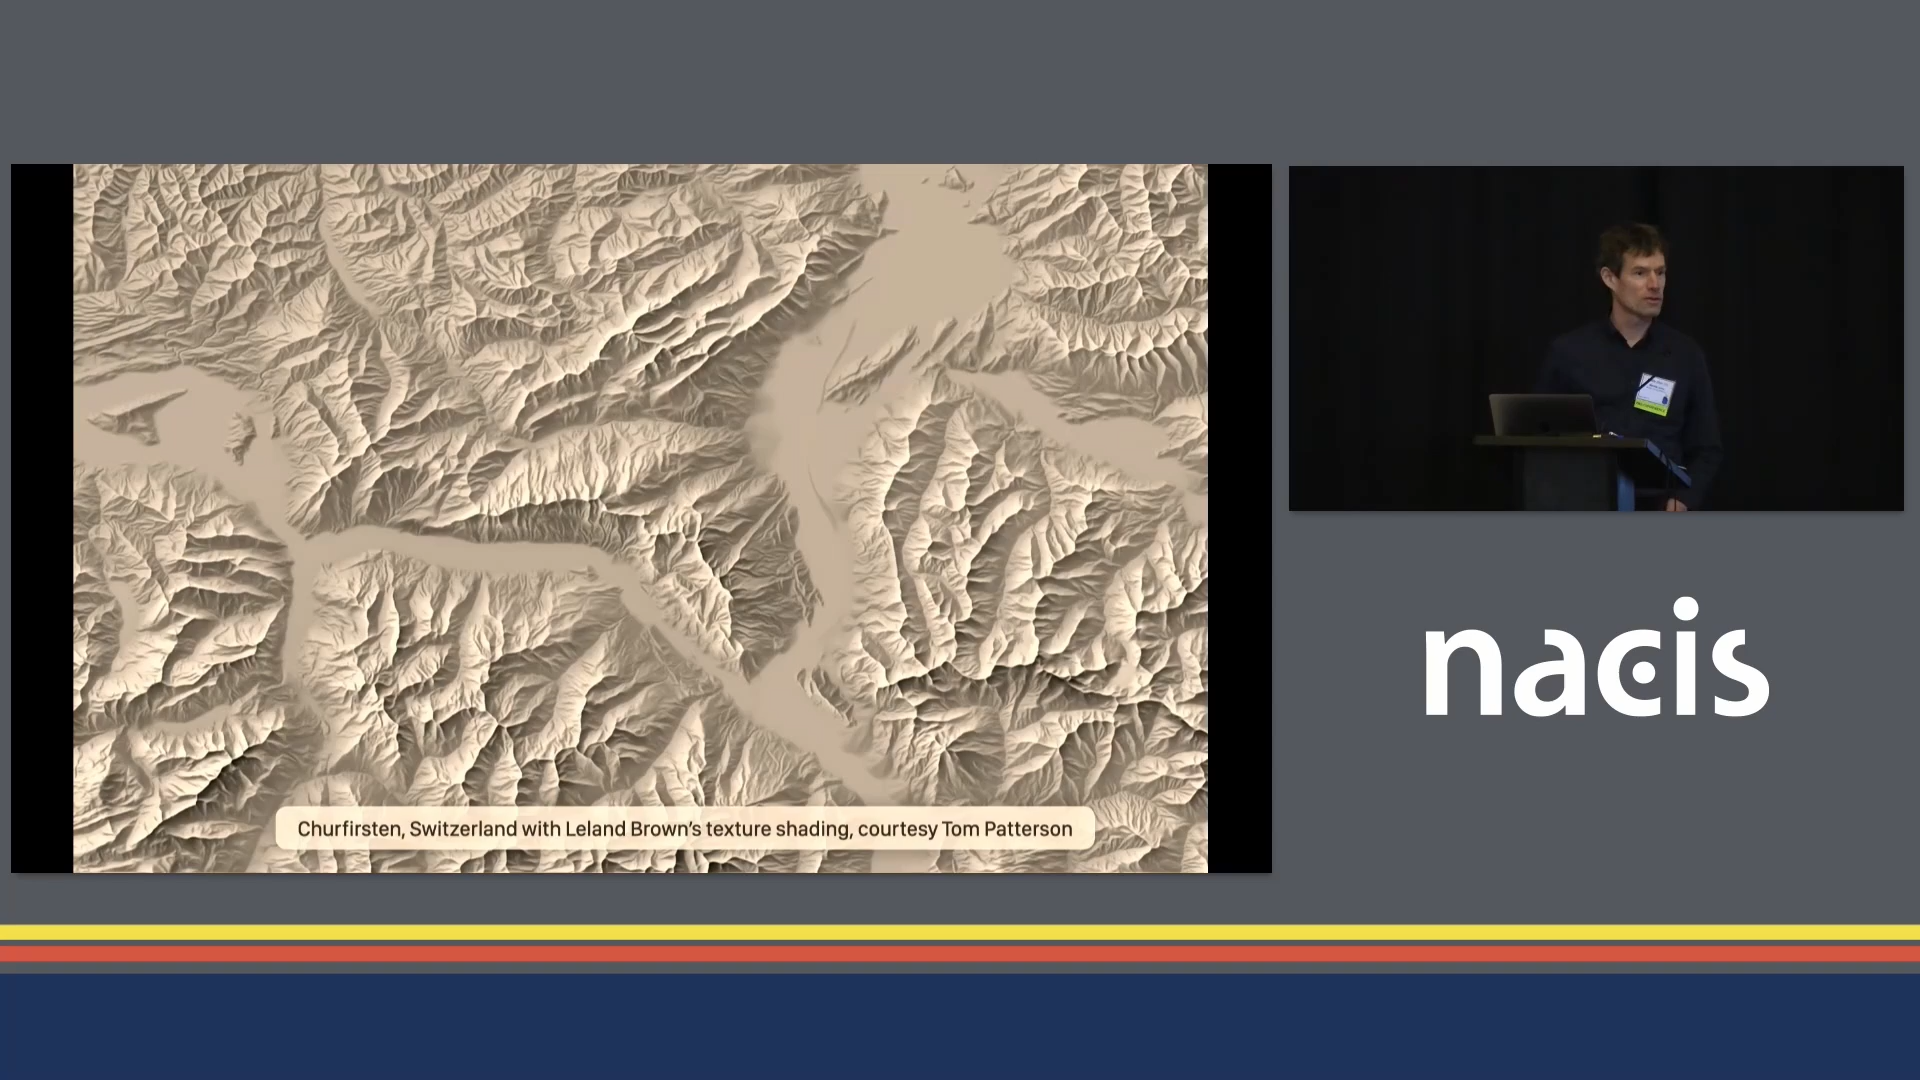 Churfirsten, Switzerland with Leland Brown’s texture shading, courtesy Tom Patterson
nacis